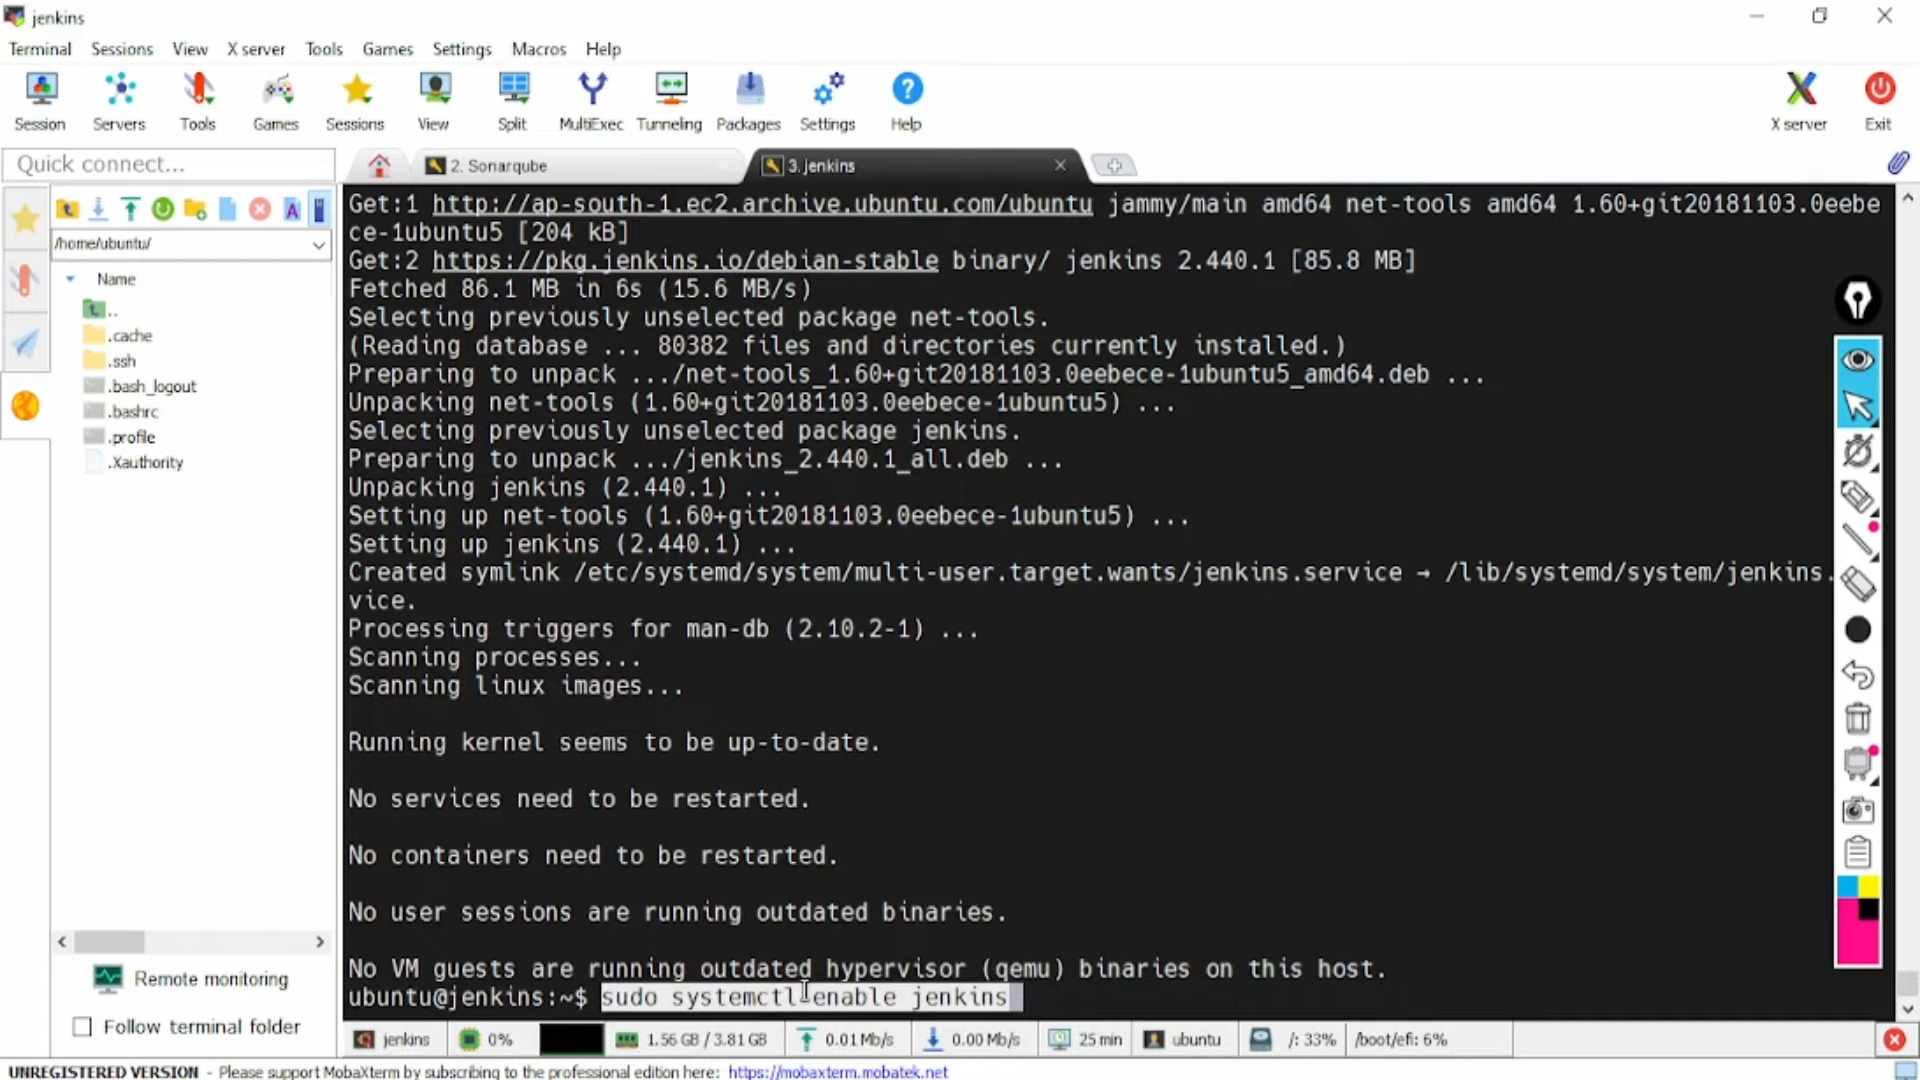 jenkins
Terminal Sessions View X server Tools Games Settings Macros Help
Session Servers Tools Games Sessions View Split MultiExec Tunneling Packages Settings Help X server Exit
Quick connect...
2. Sonarqube
3. jenkins
/home/ubuntu/
Name
..
.cache
.ssh
.bash_logout
.bashrc
.profile
.Xauthority
Remote monitoring
Follow terminal folder
Get:1 http://ap-south-1.ec2.archive.ubuntu.com/ubuntu jammy/main amd64 net-tools amd64 1.60+git20181103.0eebe
ce-1ubuntu5 [204 kB]
Get:2 https://pkg.jenkins.io/debian-stable binary/ jenkins 2.440.1 [85.8 MB]
Fetched 86.1 MB in 6s (15.6 MB/s)
Selecting previously unselected package net-tools.
(Reading database ... 80382 files and directories currently installed.)
Preparing to unpack .../net-tools_1.60+git20181103.0eebece-1ubuntu5_amd64.deb ...
Unpacking net-tools (1.60+git20181103.0eebece-1ubuntu5) ...
Selecting previously unselected package jenkins.
Preparing to unpack .../jenkins_2.440.1_all.deb ...
Unpacking jenkins (2.440.1) ...
Setting up net-tools (1.60+git20181103.0eebece-1ubuntu5) ...
Setting up jenkins (2.440.1) ...
Created symlink /etc/systemd/system/multi-user.target.wants/jenkins.service → /lib/systemd/system/jenkins.
vice.
Processing triggers for man-db (2.10.2-1) ...
Scanning processes...
Scanning linux images...
Running kernel seems to be up-to-date.
No services need to be restarted.
No containers need to be restarted.
No user sessions are running outdated binaries.
No VM guests are running outdated hypervisor (qemu) binaries on this host.
ubuntu@jenkins:~$ sudo systemctl enable jenkins
jenkins 0% 1.56 GB / 3.81 GB 0.01 Mb/s 0.00 Mb/s 25 min ubuntu /: 33% /boot/efi: 6%
UNREGISTERED VERSION - Please support MobaXterm by subscribing to the professional edition here: https://mobaxterm.mobatek.net